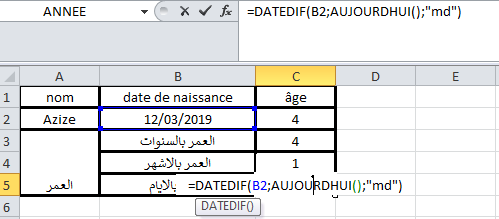 ANNEE =DATEDIF(B2;AUJOURDHUI();"md")
A B C D E F
1 nom date de naissance âge
2 Azize 12/03/2019 4
3 العمر بالسنوات 4
4 العمر بالاشهر 1
5 العمر بالايام =DATEDIF(B2;AUJOURDHUI();"md")
DATEDIF()
6